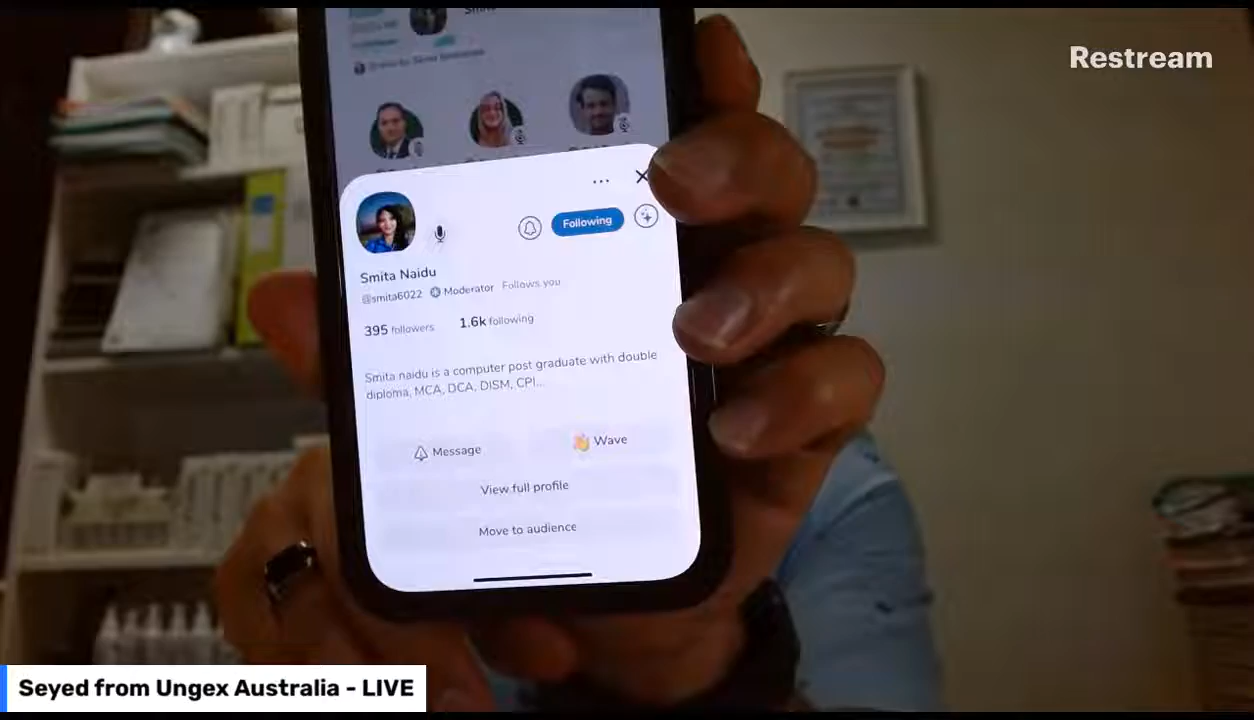 Restream
Following
Smita Naidu
@smita6022 Moderator Follows you
395 followers 1.6k following
Smita naidu is a computer post graduate with double
diploma, MCA, DCA, DISM, CPI...
Message
Wave
View full profile
Move to audience
Seyed from Ungex Australia - LIVE